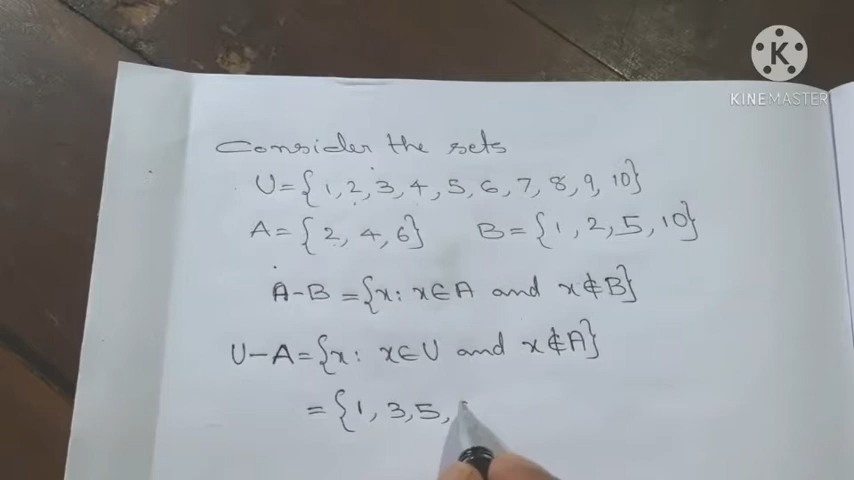 KINEMASTER
Consider the sets
U = {1, 2, 3, 4, 5, 6, 7, 8, 9, 10}
A = {2, 4, 6} B = {1, 2, 5, 10}
A-B = {x: x∈A and x∉B}
U-A = {x: x∈U and x∉A}
= {1, 3, 5,